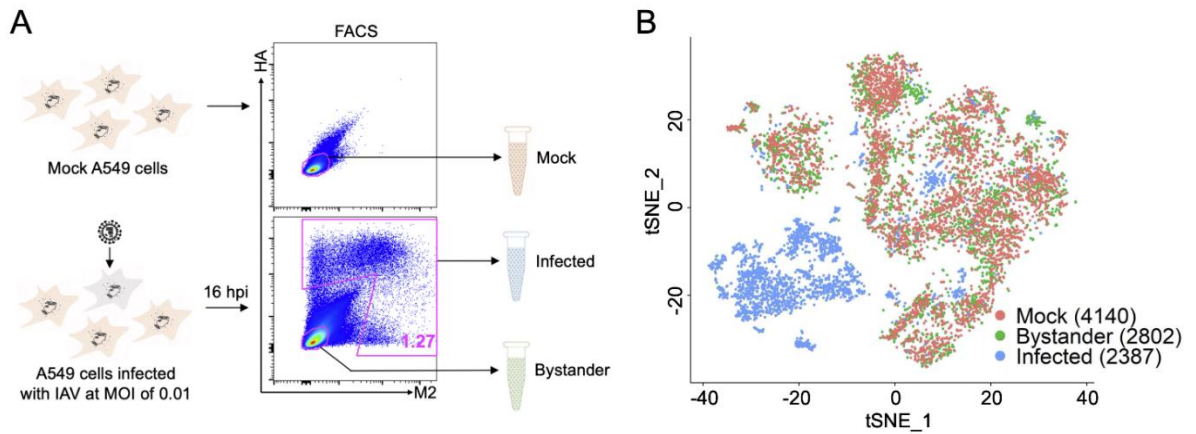 A
FACS
HA
Mock A549 cells
Mock
16 hpi
Infected
1.27
Bystander
M2
A549 cells infected
with IAV at MOI of 0.01
B
tSNE_2
20
0
-20
Mock (4140)
Bystander (2802)
Infected (2387)
-40
-20
0
20
40
tSNE_1